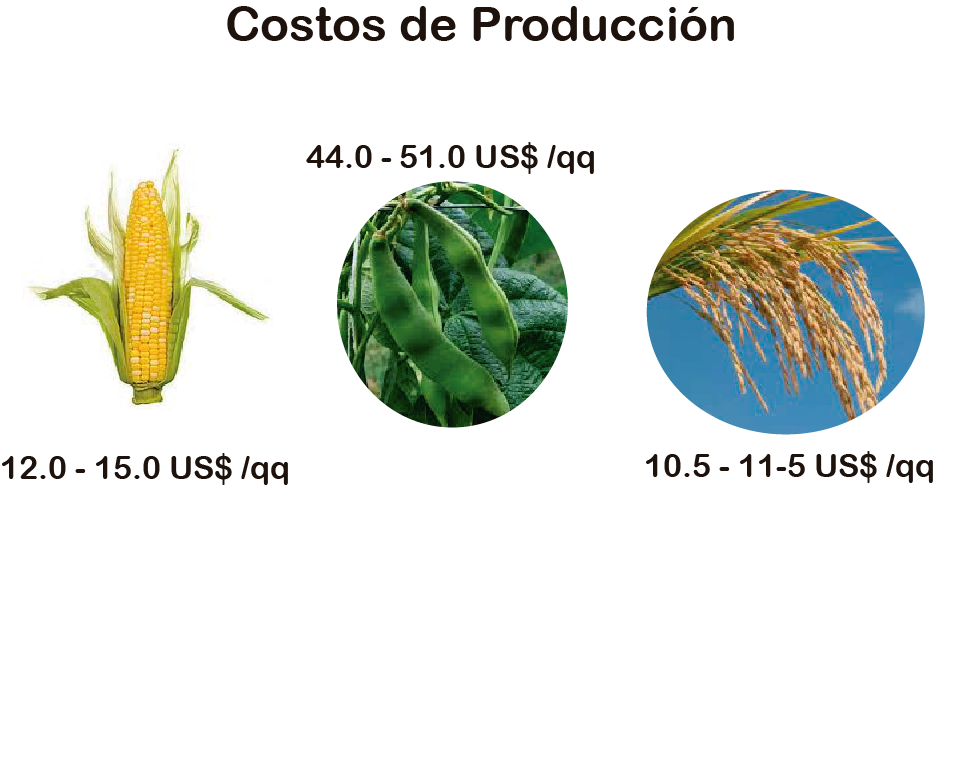 Costos de Producción
44.0 - 51.0 US$ /qq
12.0 - 15.0 US$ /qq
10.5 - 11-5 US$ /qq